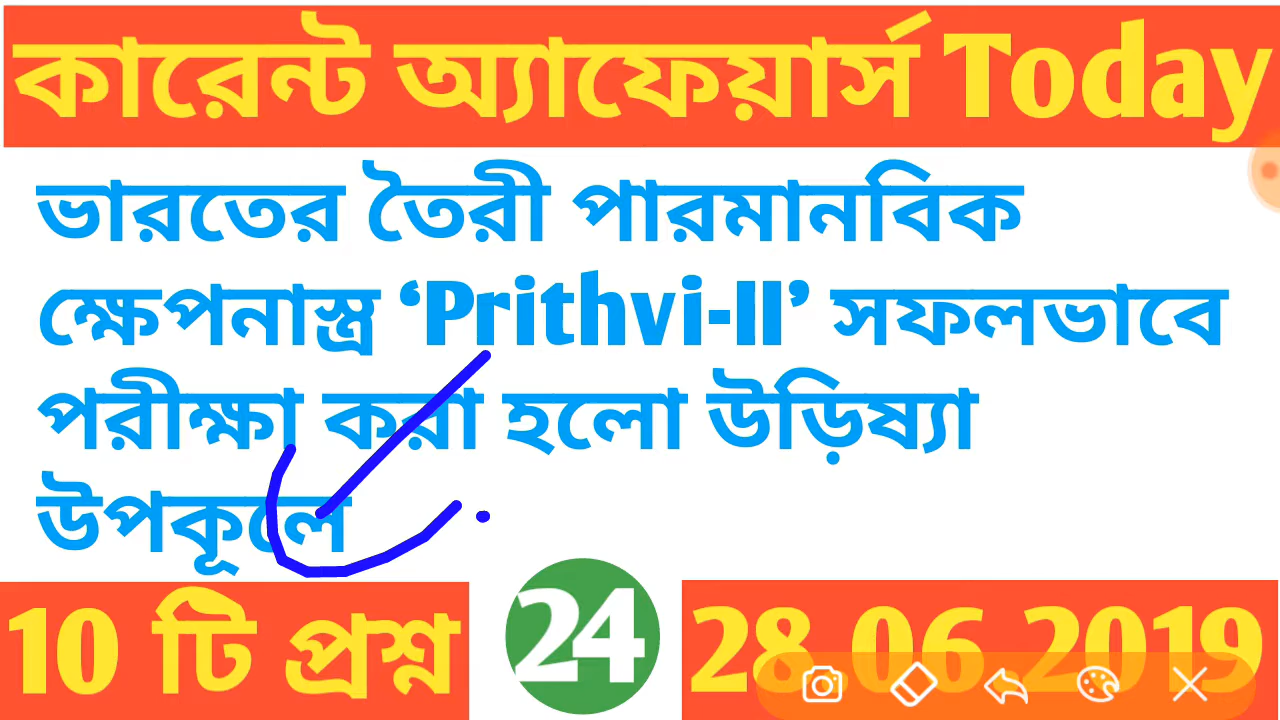 কারেন্ট অ্যাফেয়ার্স Today
ভারতের তৈরী পারমানবিক
ক্ষেপনাস্ত্র ‘Prithvi-II’ সফলভাবে
পরীক্ষা করা হলো উড়িষ্যা
উপকূলে
10 টি প্রশ্ন
24
28.06.2019